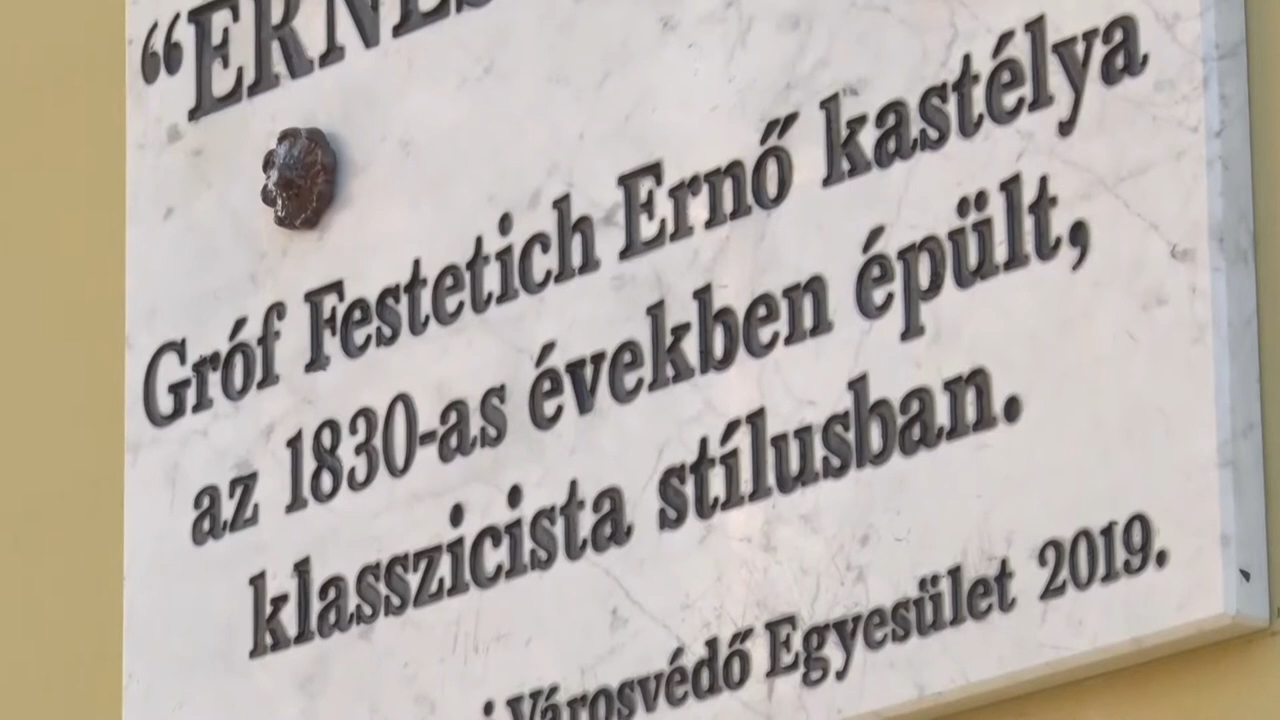 Gróf Festetich Ernő kastélya
az 1830-as években épült,
klasszicista stílusban.
Városvédő Egyesület 2019.